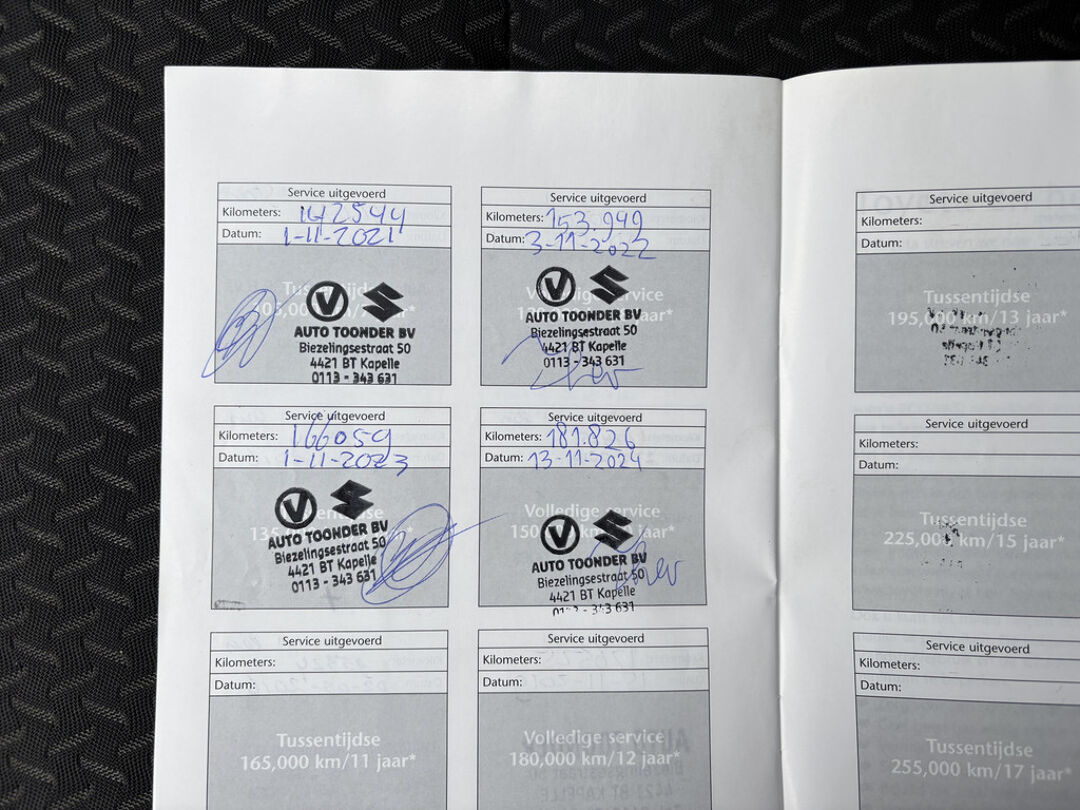 Service uitgevoerd
Kilometers: 142544
Datum: 1-11-2021
Tussentijdse
AUTO TOONDER BV
Biezelingsestraat 50
4421 BT Kapelle
0113 - 343 631
Service uitgevoerd
Kilometers: 153.949
Datum: 3-11-2022
Volledige service
jaar*
AUTO TOONDER BV
Biezelingsestraat 50
4421 BT Kapelle
0113 - 343 631
Service uitgevoerd
Kilometers: 166059
Datum: 1-11-2023
AUTO TOONDER BV
Biezelingsestraat 50
4421 BT Kapelle
0113 - 343 631
Service uitgevoerd
Kilometers: 181.826
Datum: 13-11-2024
Volledige service
AUTO TOONDER BV
Biezelingsestraat 50
4421 BT Kapelle
343 631
Service uitgevoerd
Kilometers:
Datum:
Tussentijdse
165,000 km/11 jaar*
Service uitgevoerd
Kilometers:
Datum:
Volledige service
180,000 km/12 jaar*
Service uitgevoerd
Kilometers:
Datum:
Tussentijdse
195,000 km/13 jaar*
Service uitgevoerd
Kilometers:
Datum:
Tussentijdse
225,000 km/15 jaar*
Service uitgevoerd
Kilometers:
Datum:
Tussentijdse
255,000 km/17 jaar*